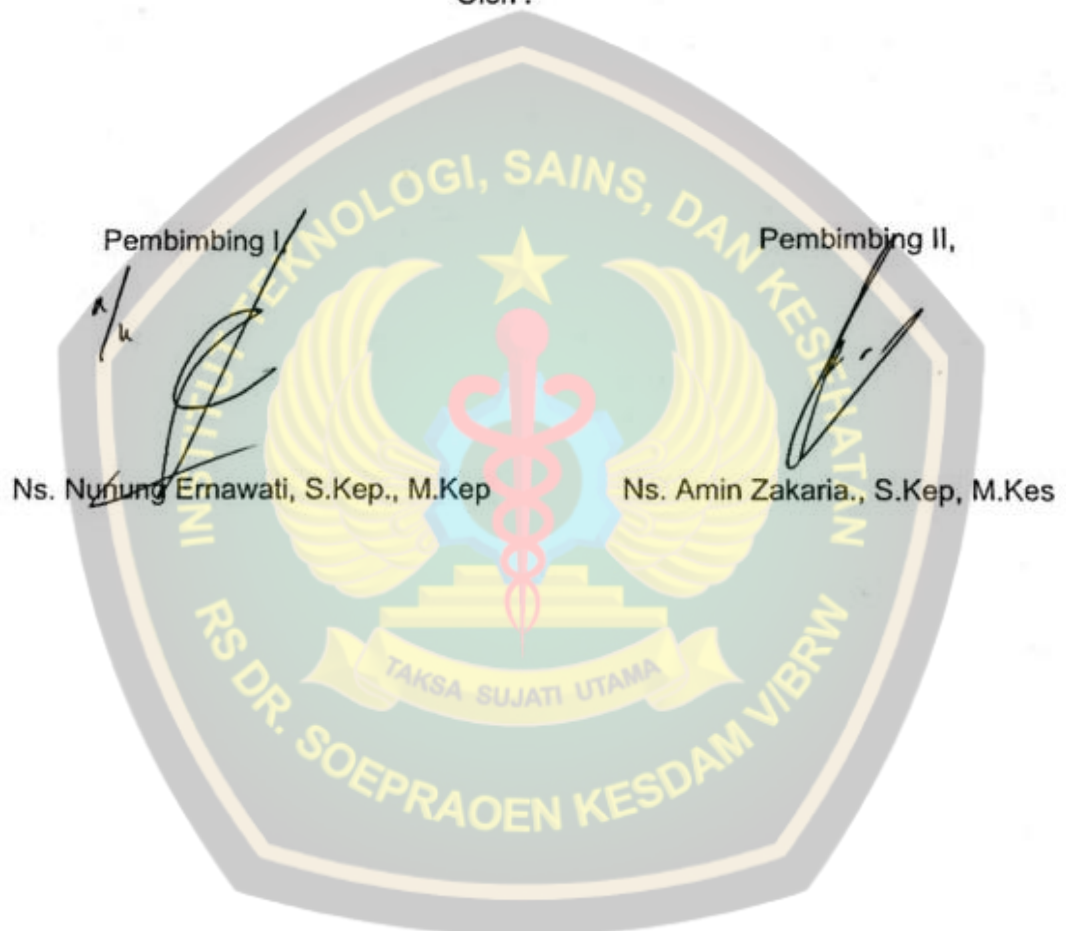 Oleh :
Pembimbing I,
Pembimbing II,
Ns. Nunung Ernawati, S.Kep., M.Kep
Ns. Amin Zakaria., S.Kep, M.Kes
INSTITUT TEKNOLOGI, SAINS, DAN KESEHATAN
TAKSA SUJATI UTAMA
RS DR. SOEPRAOEN KESDAM V/BRW